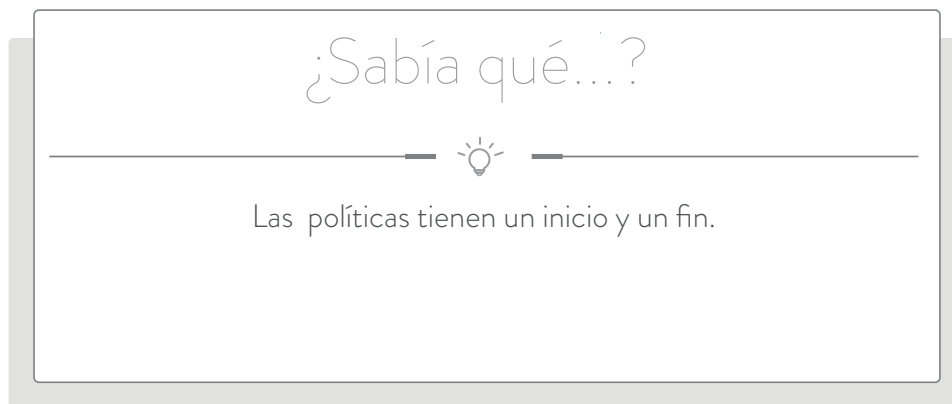 ¿Sabía qué...?
Las políticas tienen un inicio y un fin.